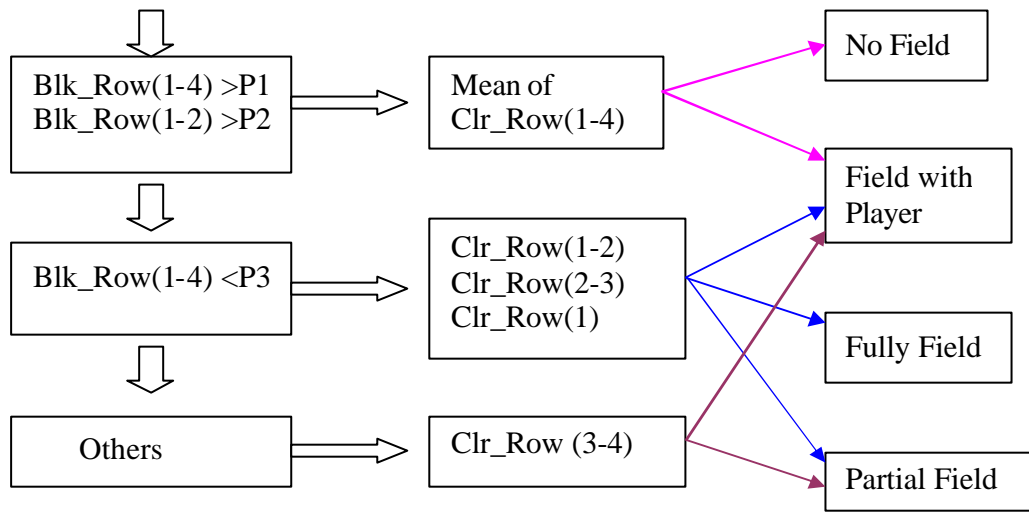 Blk_Row(1-4) >P1
Blk_Row(1-2) >P2
Mean of
Clr_Row(1-4)
No Field
Field with
Player
Blk_Row(1-4) <P3
Clr_Row(1-2)
Clr_Row(2-3)
Clr_Row(1)
Fully Field
Others
Clr_Row (3-4)
Partial Field